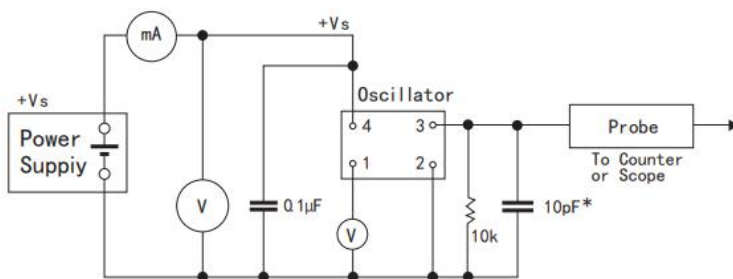 mA
+Vs
Oscillator
+Vs
Power
Suppiy
4 3
1 2
Probe
To Counter
or Scope
V
0.1μF
V
10k
10pF*